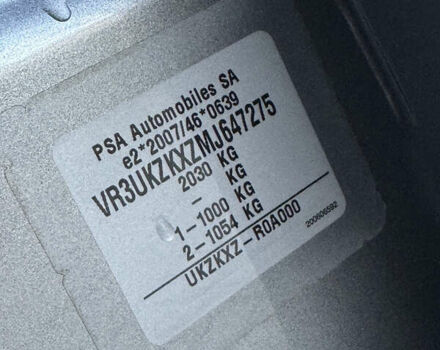 PSA Automobiles SA
e2*2007/46*0639
VR3UKZKXZMJ647275
2030 KG
- KG
1-1000 KG
2-1054 KG
UKZKXZ-R0A000
200606592